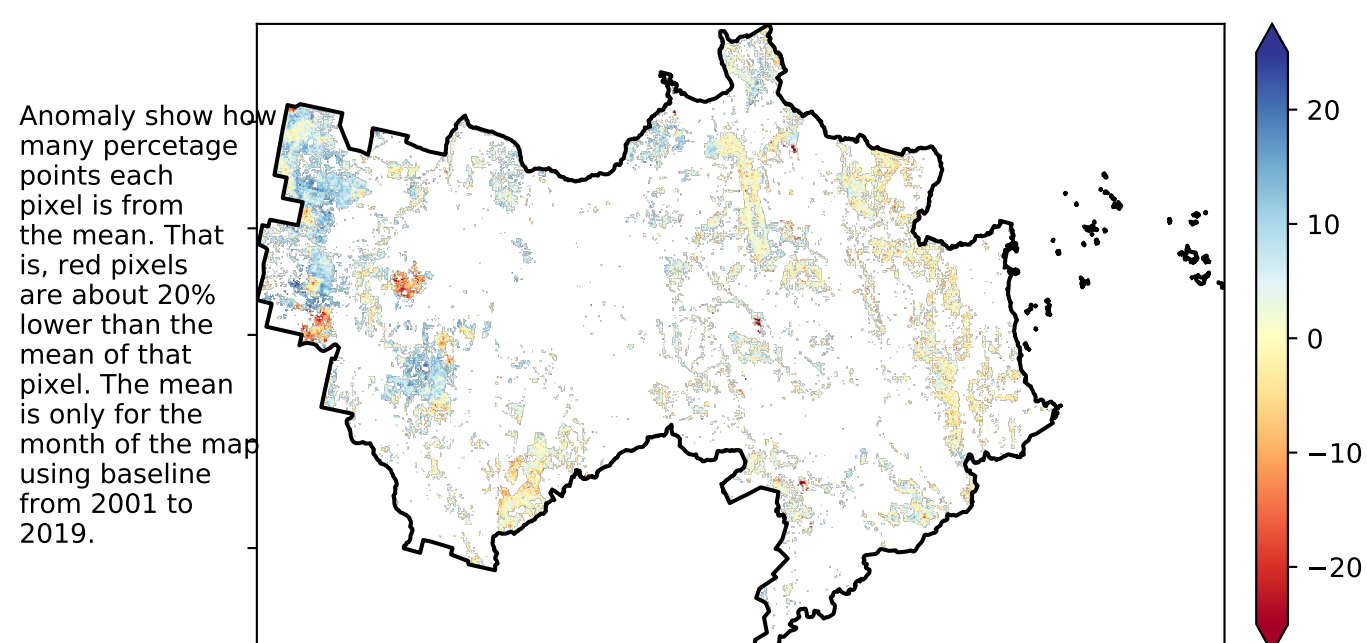 Anomaly show how
many percetage
points each
pixel is from
the mean. That
is, red pixels
are about 20%
lower than the
mean of that
pixel. The mean
is only for the
month of the map
using baseline
from 2001 to
2019.
20
10
0
−10
−20